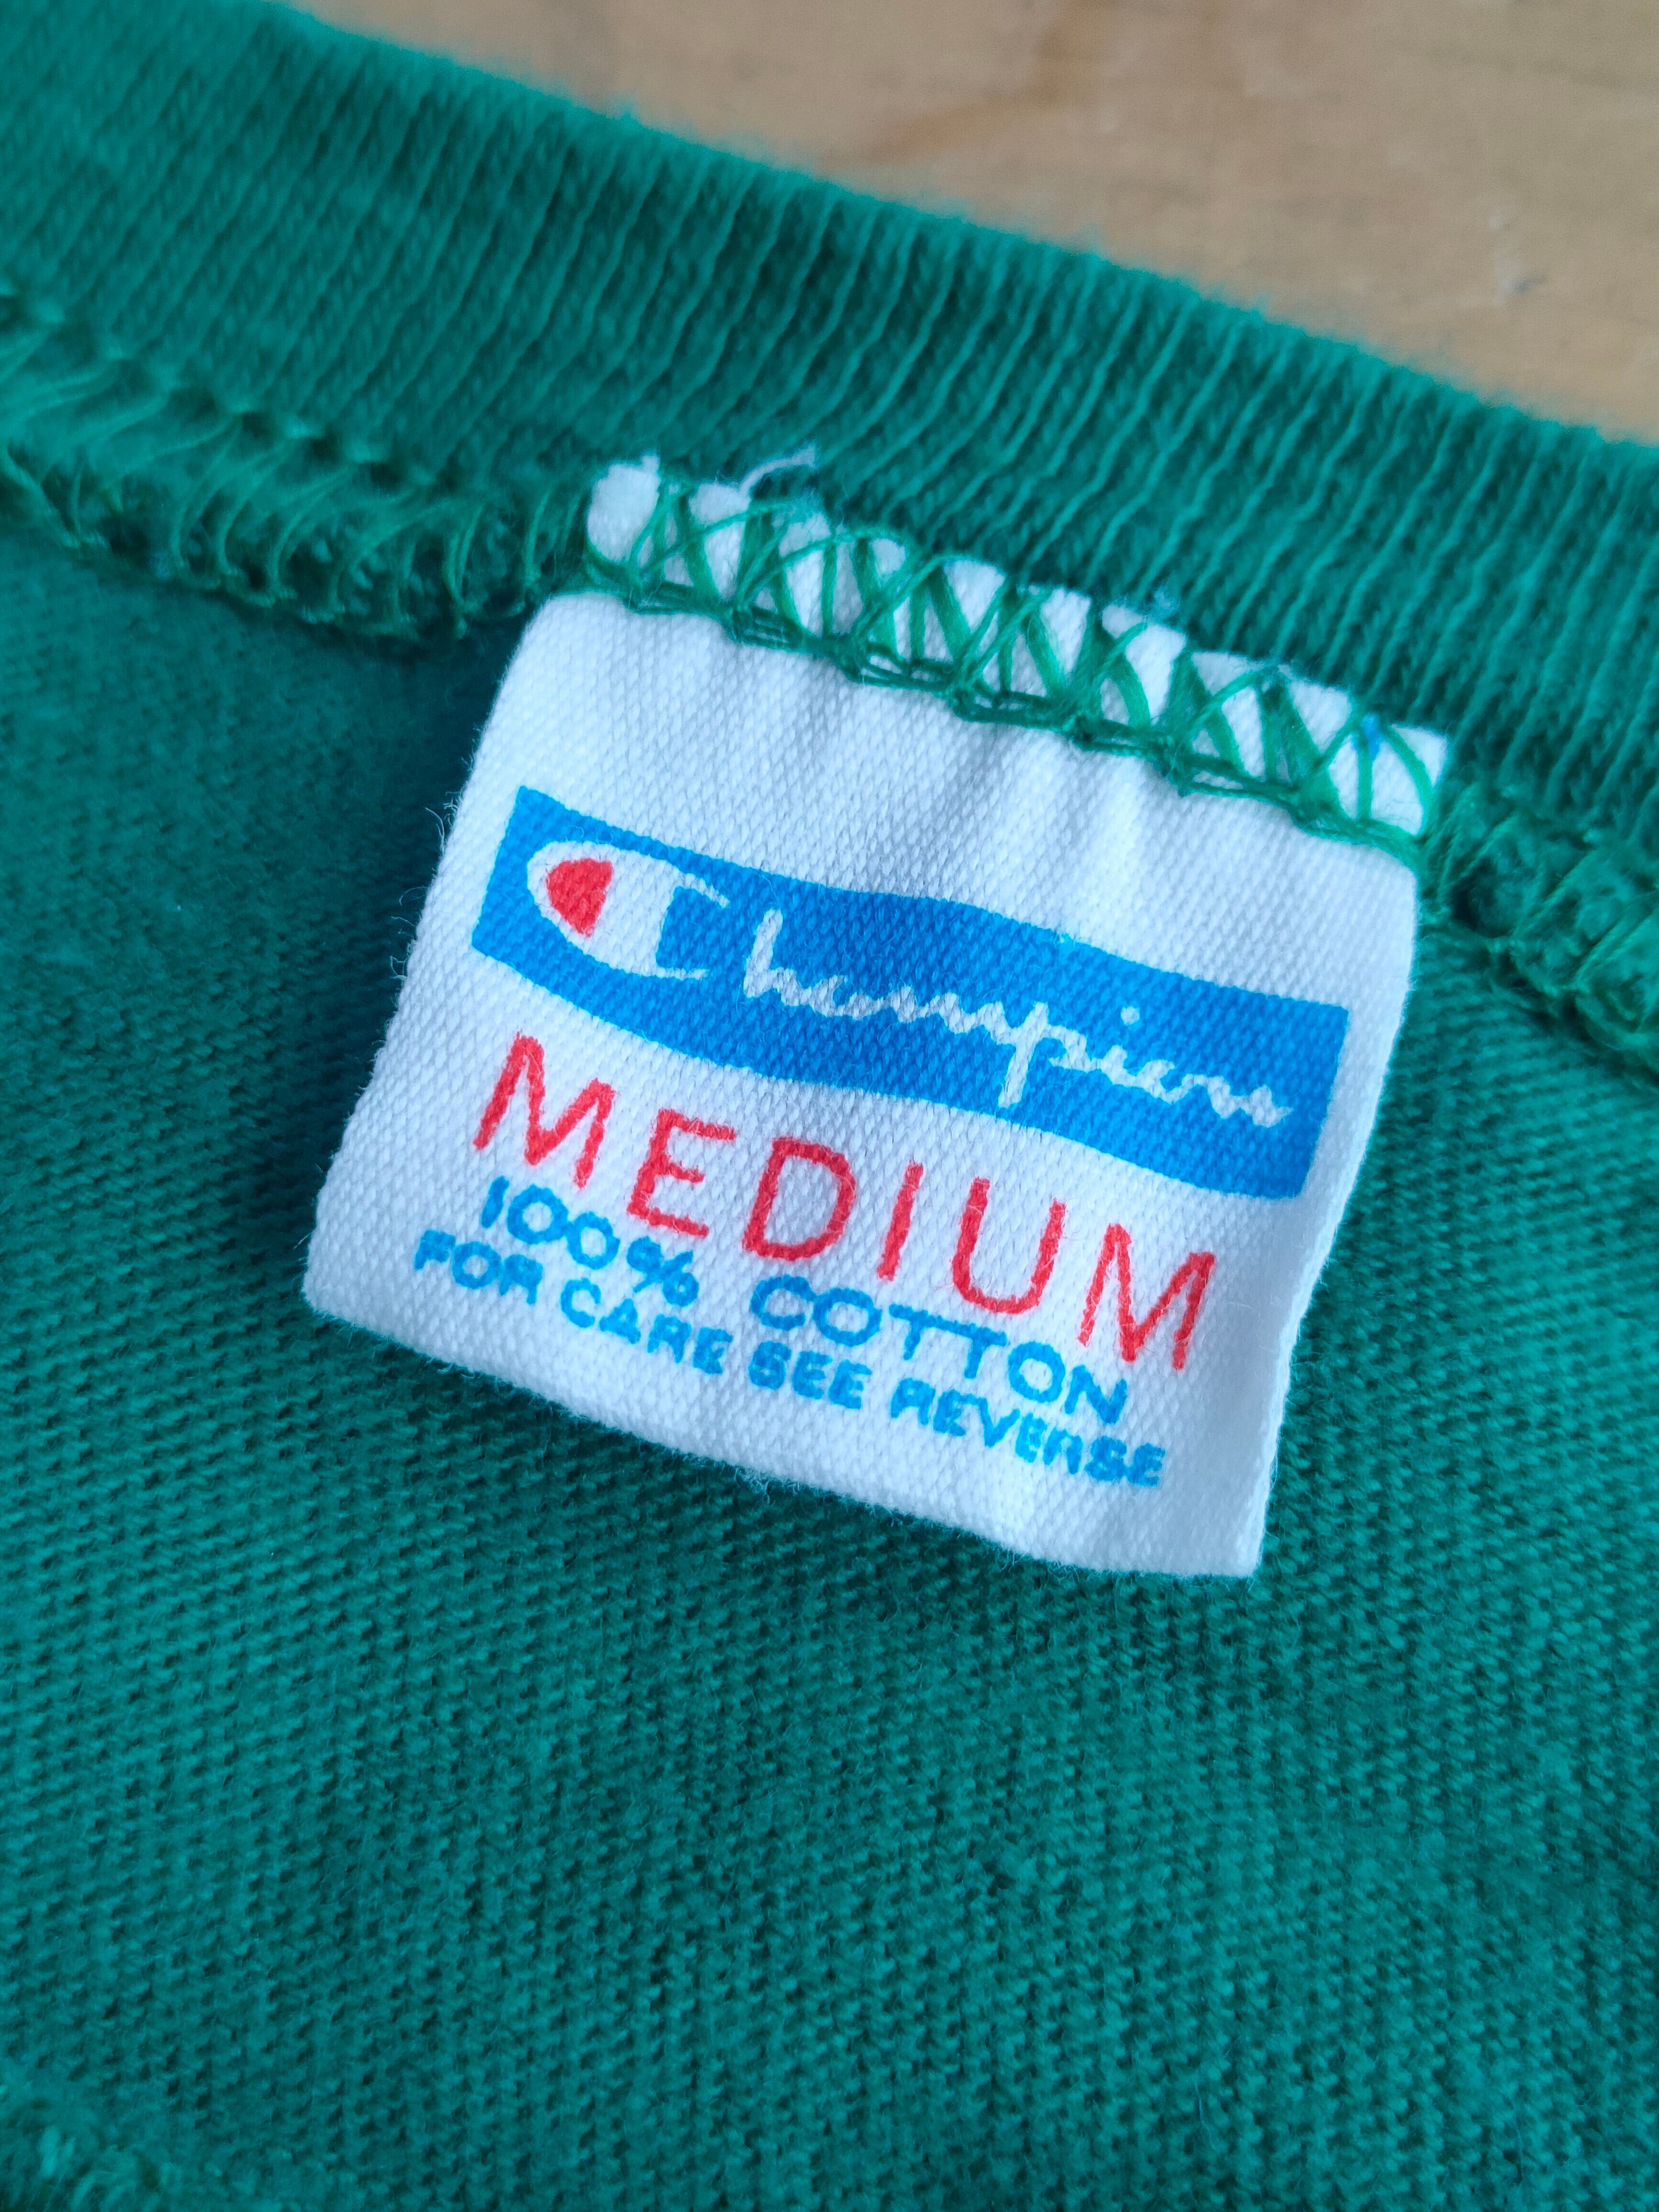 Champion
MEDIUM
100% COTTON
FOR CARE SEE REVERSE